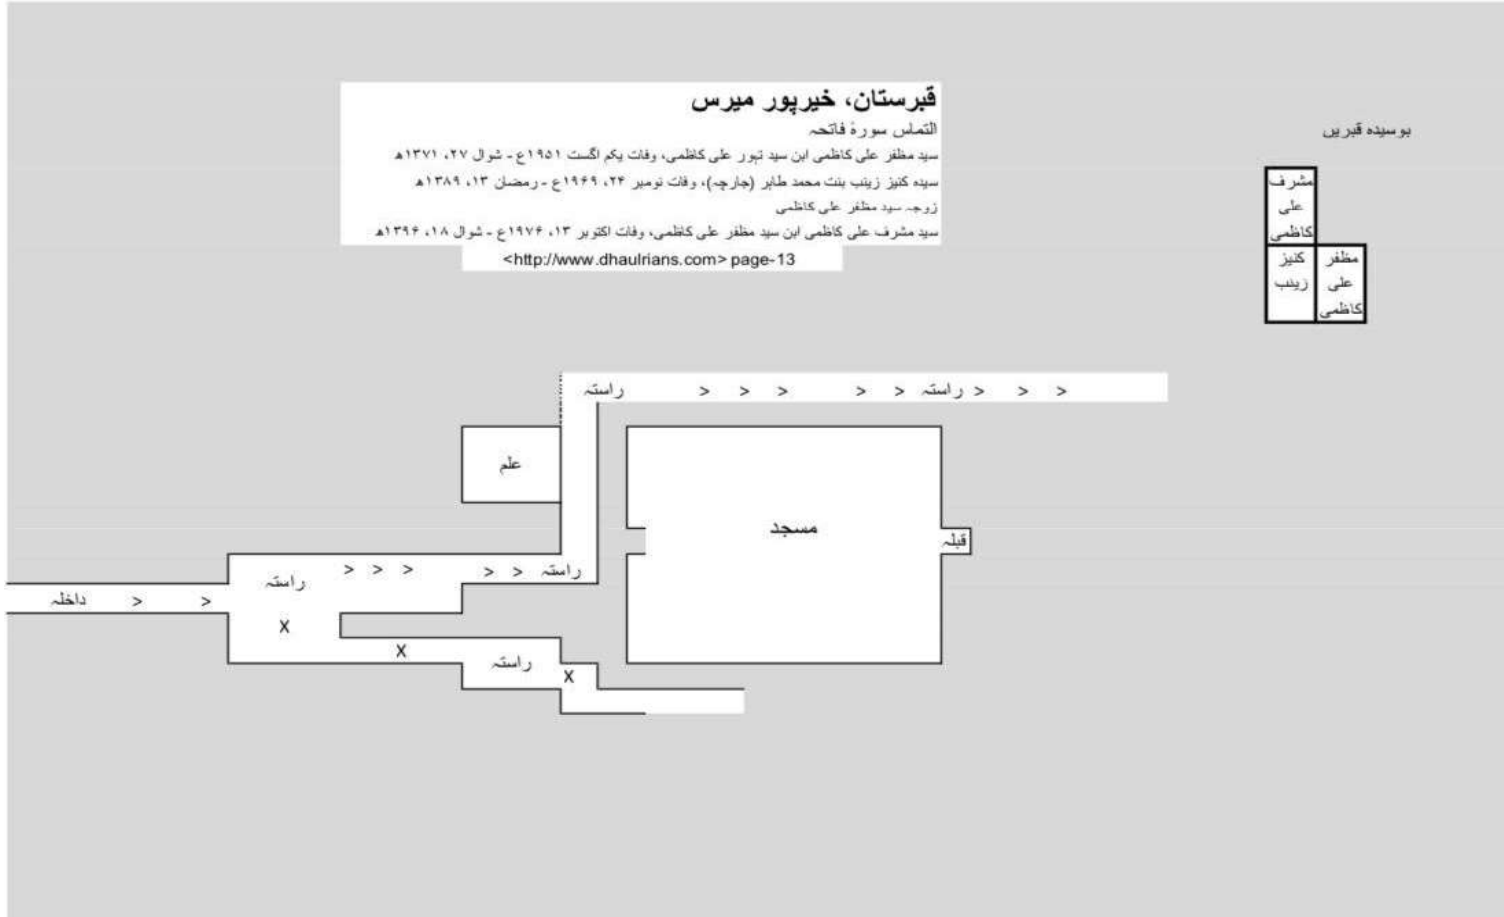 قبرستان، خیرپور میرس
التماس سورۂ فاتحہ
سید مظفر علی کاظمی ابن سید تہور علی کاظمی، وفات یکم اگست ۱۹۵۱ع - شوال ۲۷، ۱۳۷۱ھ
سیدہ کنیز زینب بنت محمد طاہر (جارچہ)، وفات نومبر ۲۴، ۱۹۶۹ع - رمضان ۱۳، ۱۳۸۹ھ
زوجہ سید مظفر علی کاظمی
سید مشرف علی کاظمی ابن سید مظفر علی کاظمی، وفات اکتوبر ۱۳، ۱۹۷۶ع - شوال ۱۸، ۱۳۹۶ھ
<http://www.dhaulrians.com> page-13
بوسیدہ قبریں
مشرف
علی
کاظمی
مظفر
علی
کاظمی
کنیز
زینب
راستہ > > > > > راستہ > > > >
علم
مسجد
قبلہ
راستہ > > > > > راستہ
داخلہ > >
X
X
راستہ
X